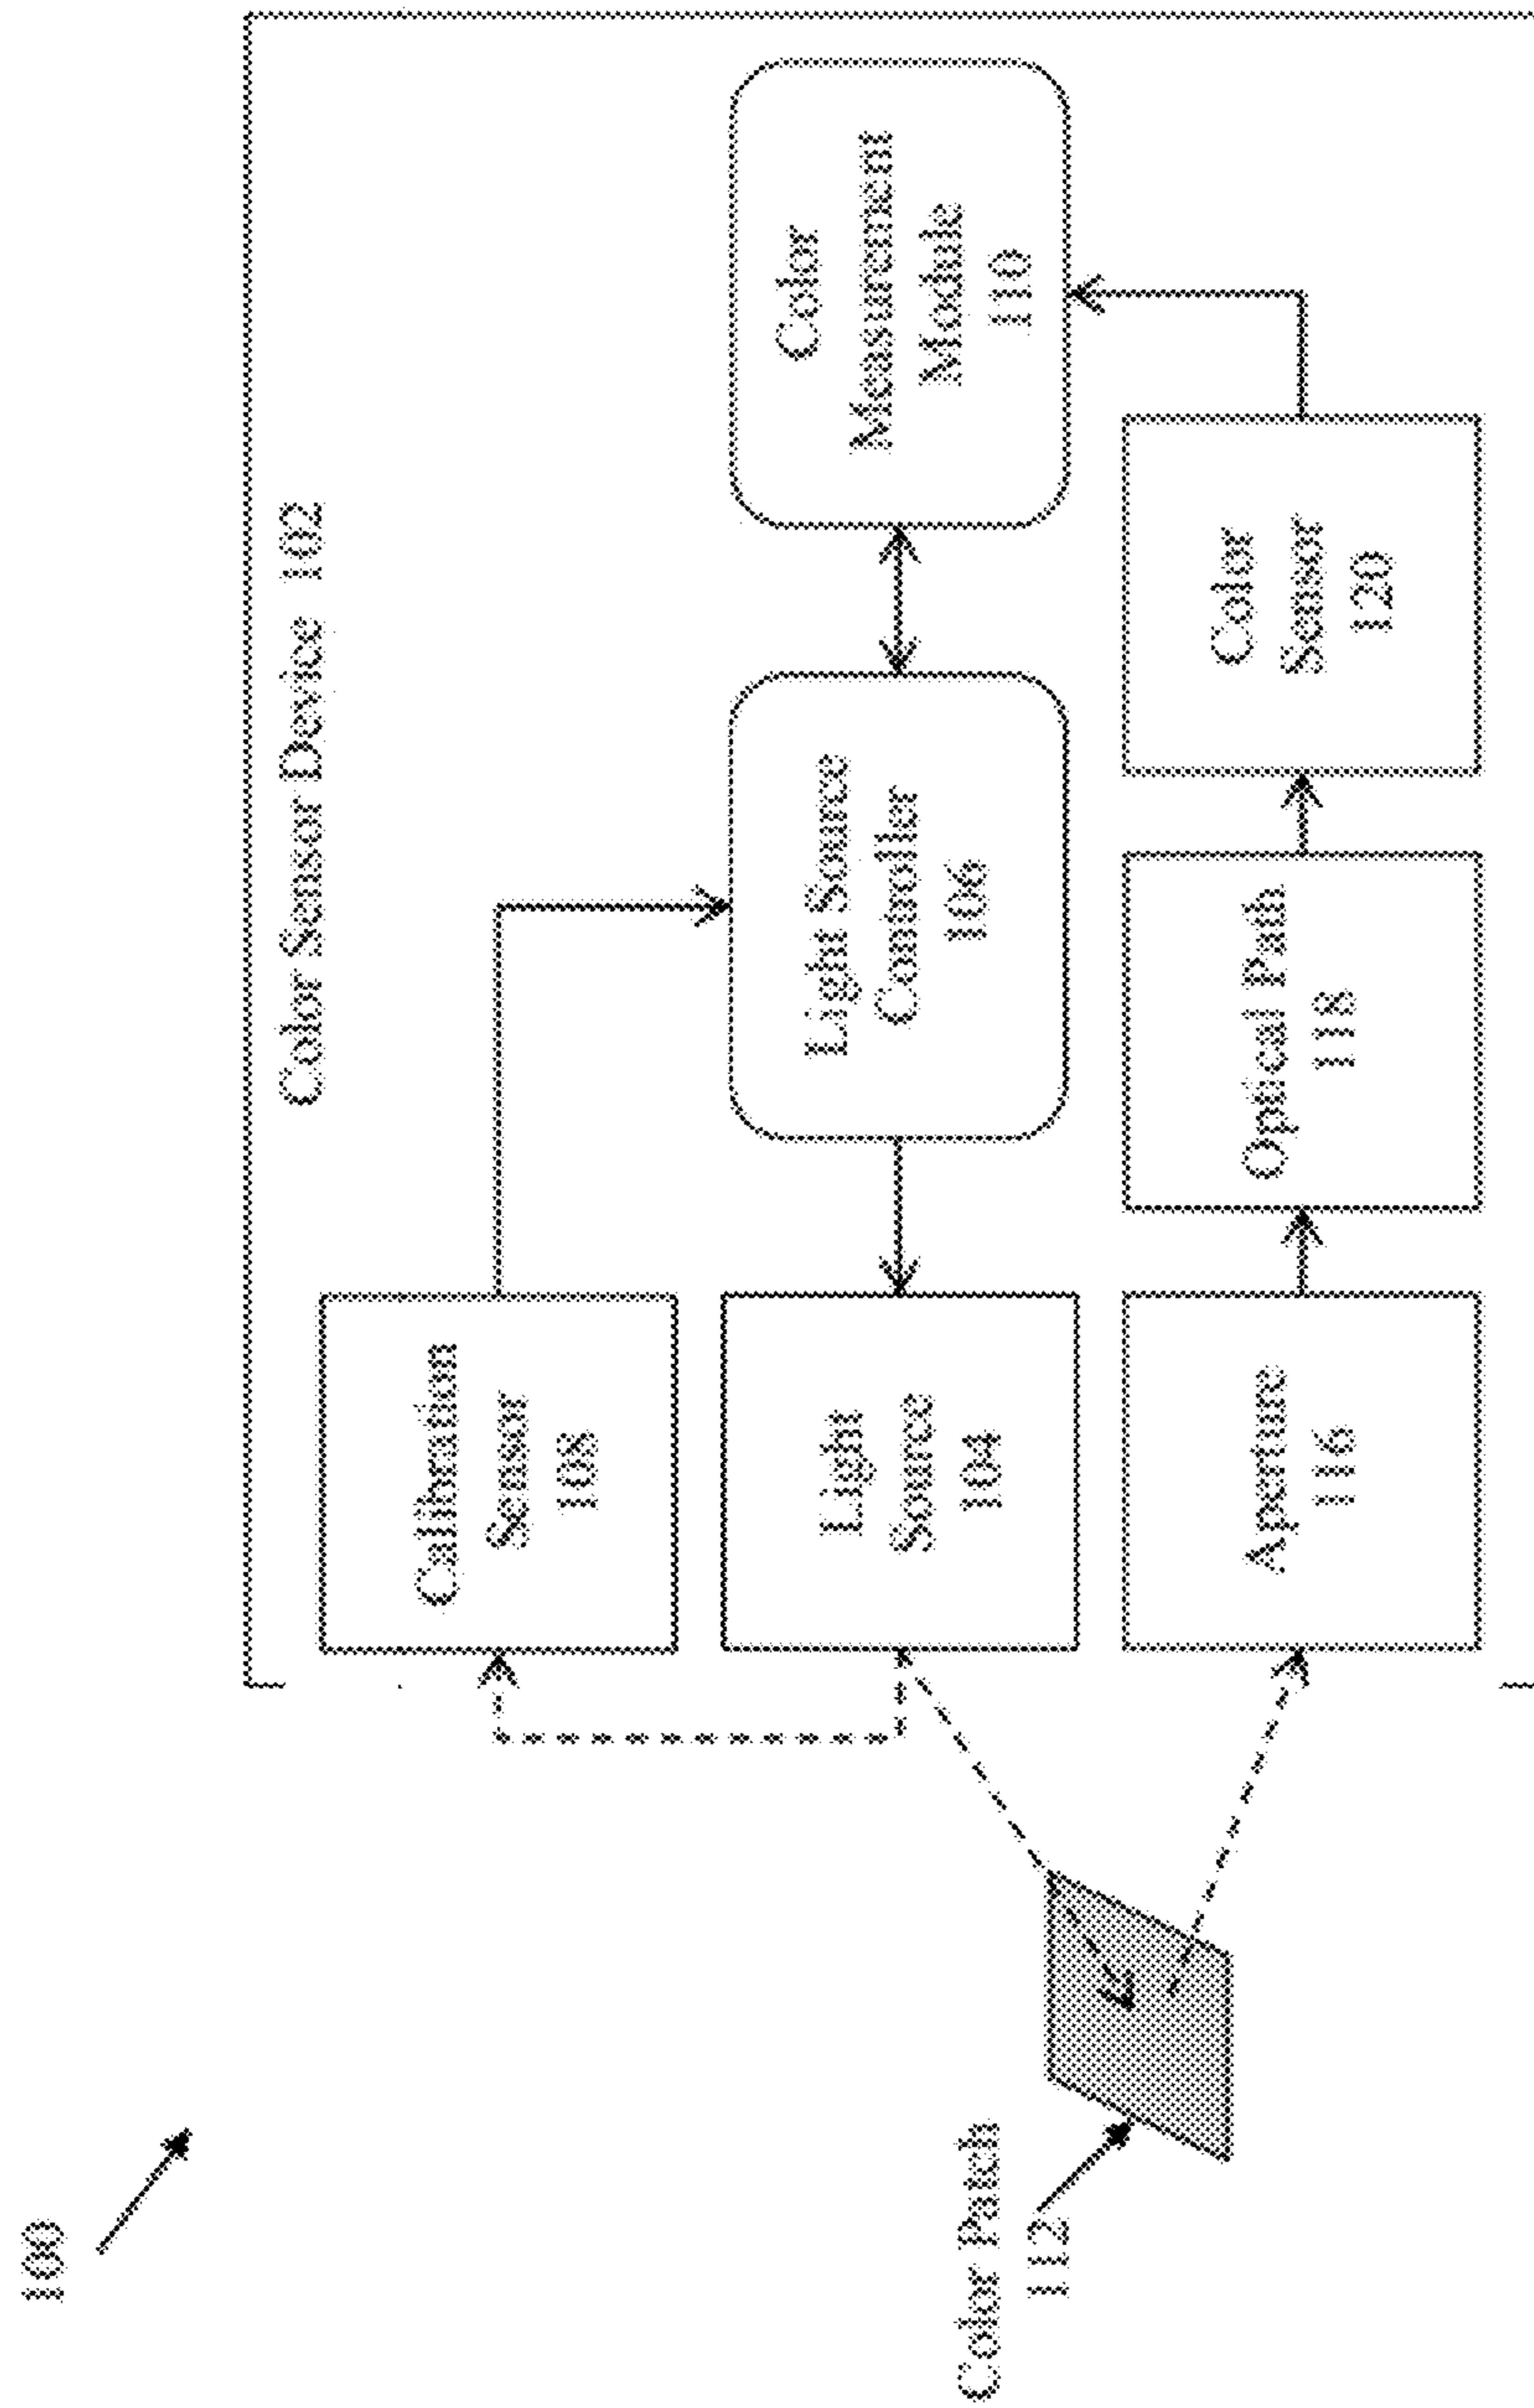 100
Color Sensor Device 102
Calibration
Sensor
108
Light
Source
104
Light Source
Controller
106
Color
Measurement
Module
110
Aperture
116
Optical Path
118
Color
Sensor
120
Color Patch
112